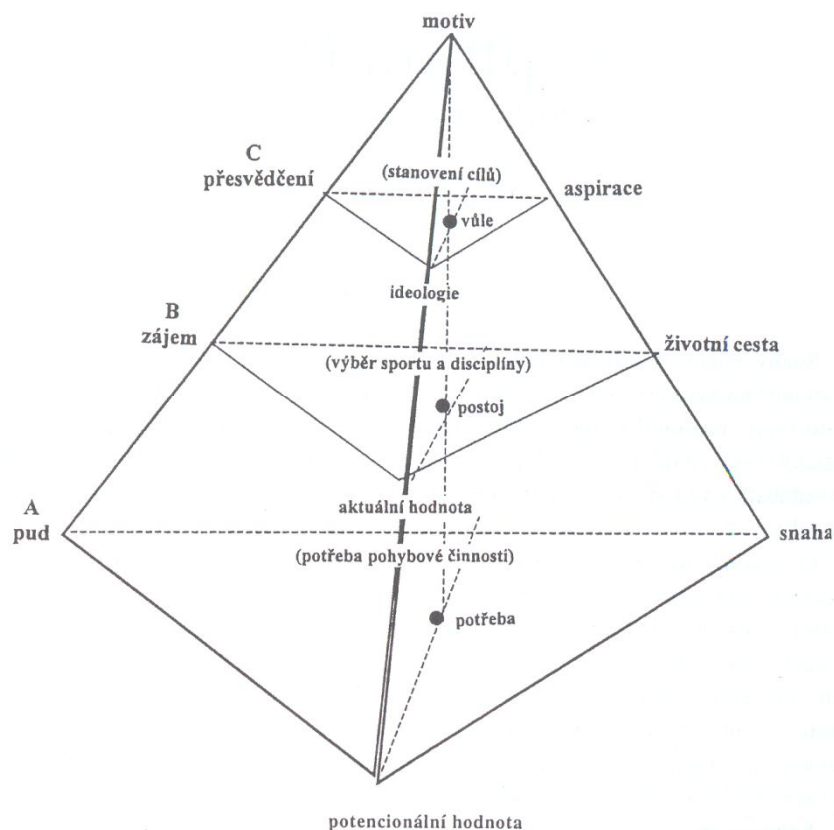 motiv
C
přesvědčení
(stanovení cílů)
aspirace
vůle
ideologie
B
zájem
životní cesta
(výběr sportu a disciplíny)
postoj
A
pud
aktuální hodnota
snaha
(potřeba pohybové činnosti)
potřeba
potencionální hodnota